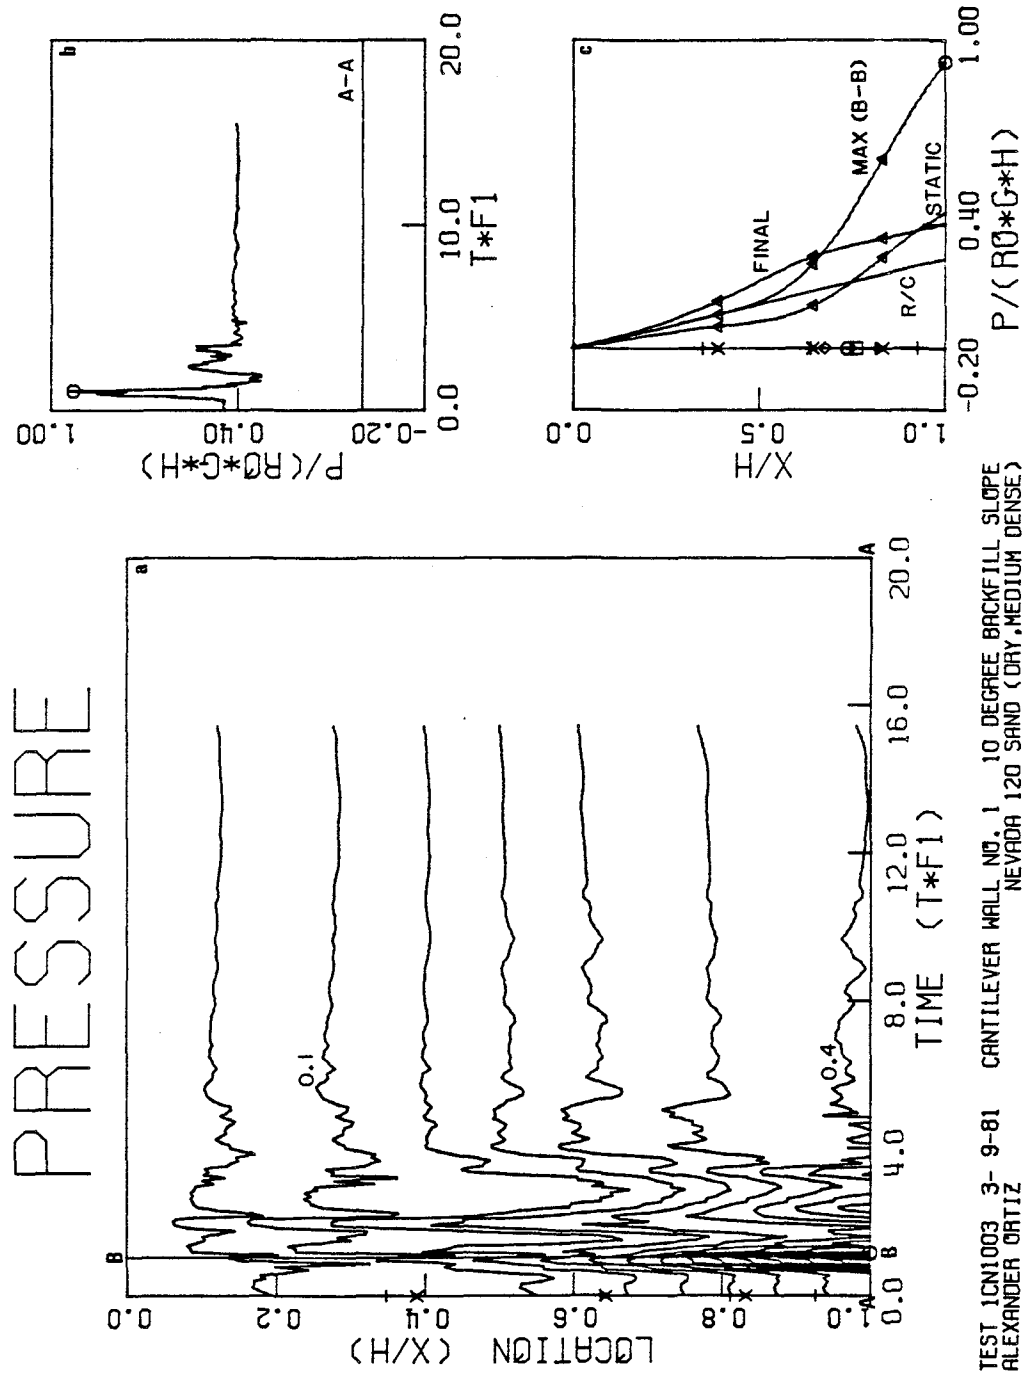 PRESSURE
a
B
B
A
A
0.1
0.4
0.0
0.2
0.4
0.6
0.8
1.0
LOCATION
(X/H)
0.0
4.0
8.0
12.0
16.0
20.0
TIME (T*F1)
b
A-A
1.00
0.40
-0.20
P/(RO*G*H)
0.0
10.0
20.0
T*F1
c
FINAL
MAX (B-B)
STATIC
R/C
0.0
0.5
1.0
X/H
-0.20
0.40
1.00
P/(RO*G*H)
TEST 1CN1003 3- 9-81 CANTILEVER WALL NO. 1 10 DEGREE BACKFILL SLOPE
ALEXANDER ORTIZ NEVADA 120 SAND (DRY,MEDIUM DENSE)